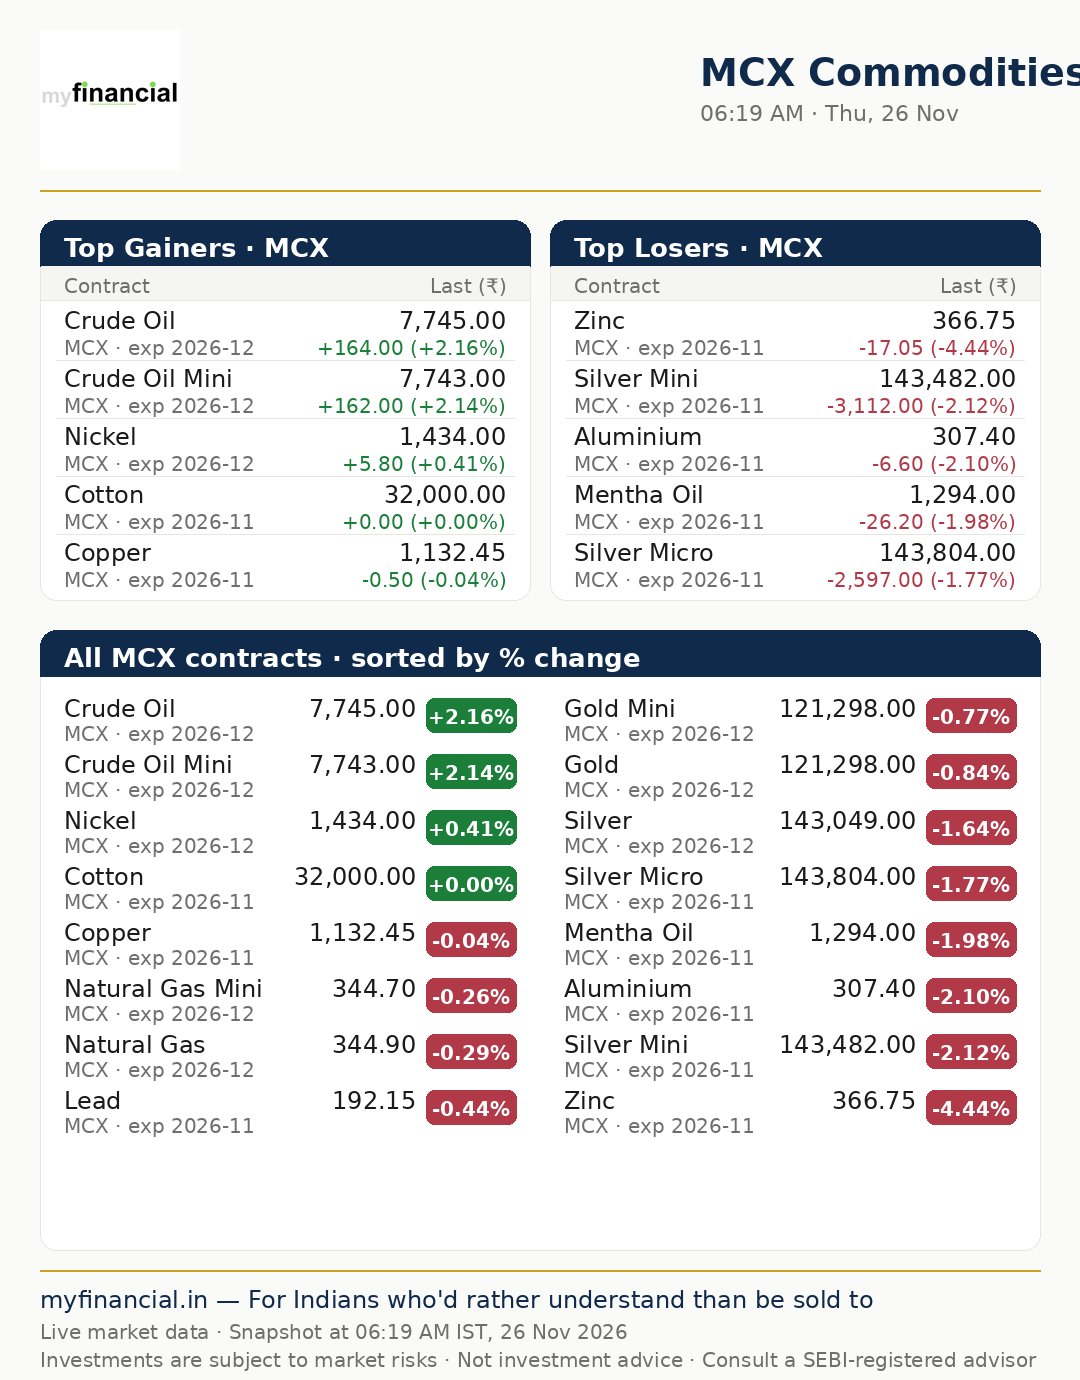 myfinancial
MCX Commodities
06:19 AM · Thu, 26 Nov
Top Gainers · MCX
Contract Last (₹)
Crude Oil 7,745.00
MCX · exp 2026-12 +164.00 (+2.16%)
Crude Oil Mini 7,743.00
MCX · exp 2026-12 +162.00 (+2.14%)
Nickel 1,434.00
MCX · exp 2026-12 +5.80 (+0.41%)
Cotton 32,000.00
MCX · exp 2026-11 +0.00 (+0.00%)
Copper 1,132.45
MCX · exp 2026-11 -0.50 (-0.04%)
Top Losers · MCX
Contract Last (₹)
Zinc 366.75
MCX · exp 2026-11 -17.05 (-4.44%)
Silver Mini 143,482.00
MCX · exp 2026-11 -3,112.00 (-2.12%)
Aluminium 307.40
MCX · exp 2026-11 -6.60 (-2.10%)
Mentha Oil 1,294.00
MCX · exp 2026-11 -26.20 (-1.98%)
Silver Micro 143,804.00
MCX · exp 2026-11 -2,597.00 (-1.77%)
All MCX contracts · sorted by % change
Crude Oil 7,745.00 +2.16%
MCX · exp 2026-12
Crude Oil Mini 7,743.00 +2.14%
MCX · exp 2026-12
Nickel 1,434.00 +0.41%
MCX · exp 2026-12
Cotton 32,000.00 +0.00%
MCX · exp 2026-11
Copper 1,132.45 -0.04%
MCX · exp 2026-11
Natural Gas Mini 344.70 -0.26%
MCX · exp 2026-12
Natural Gas 344.90 -0.29%
MCX · exp 2026-12
Lead 192.15 -0.44%
MCX · exp 2026-11
Gold Mini 121,298.00 -0.77%
MCX · exp 2026-12
Gold 121,298.00 -0.84%
MCX · exp 2026-12
Silver 143,049.00 -1.64%
MCX · exp 2026-12
Silver Micro 143,804.00 -1.77%
MCX · exp 2026-11
Mentha Oil 1,294.00 -1.98%
MCX · exp 2026-11
Aluminium 307.40 -2.10%
MCX · exp 2026-11
Silver Mini 143,482.00 -2.12%
MCX · exp 2026-11
Zinc 366.75 -4.44%
MCX · exp 2026-11
myfinancial.in — For Indians who'd rather understand than be sold to
Live market data · Snapshot at 06:19 AM IST, 26 Nov 2026
Investments are subject to market risks · Not investment advice · Consult a SEBI-registered advisor